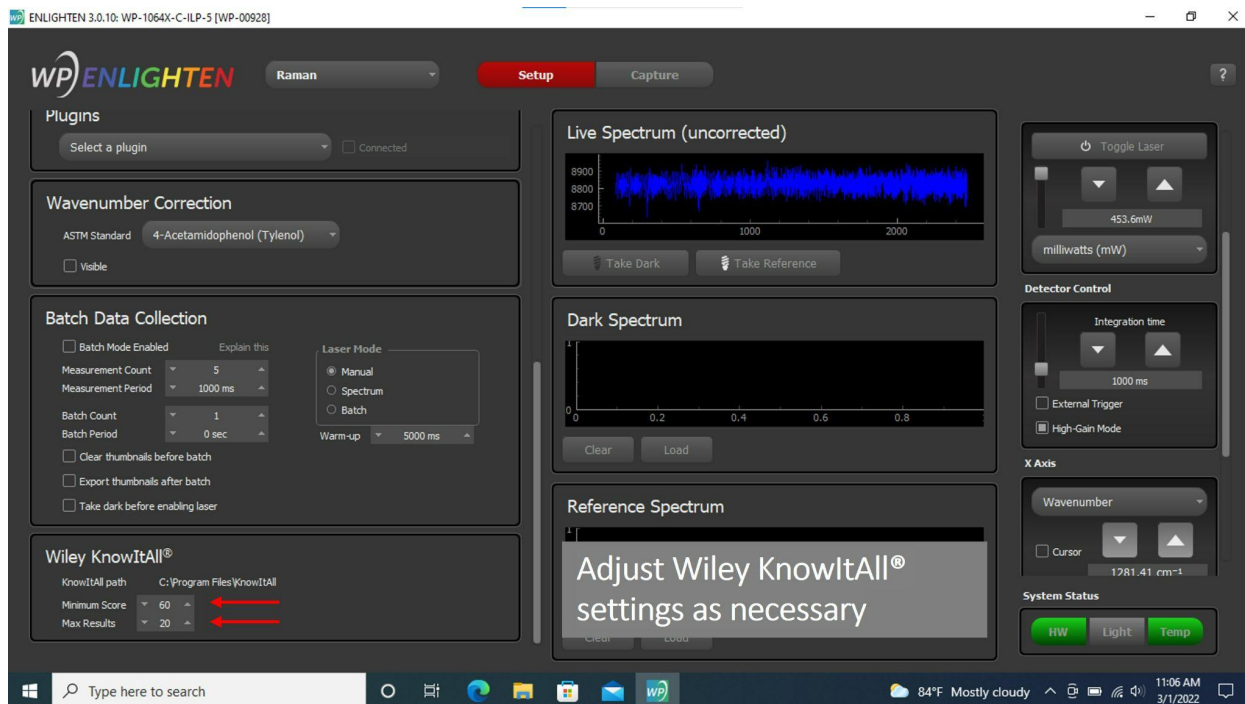 ENLIGHTEN 3.0.10: WP-1064X-C-ILP-5 [WP-00928]
WP ENLIGHTEN
Raman
Setup
Capture
?
Plugins
Select a plugin
Connected
Wavenumber Correction
ASTM Standard 4-Acetamidophenol (Tylenol)
Visible
Batch Data Collection
Batch Mode Enabled Explain this
Measurement Count 5
Measurement Period 1000 ms
Batch Count 1
Batch Period 0 sec
Clear thumbnails before batch
Export thumbnails after batch
Take dark before enabling laser
Laser Mode
Manual
Spectrum
Batch
Warm-up 5000 ms
Wiley KnowItAll®
KnowItAll path C:\Program Files\KnowItAll
Minimum Score 60
Max Results 20
Live Spectrum (uncorrected)
8900
8800
8700
0 1000 2000
Take Dark Take Reference
Dark Spectrum
1
0
0 0.2 0.4 0.6 0.8
Clear Load
Reference Spectrum
1
Adjust Wiley KnowItAll®
settings as necessary
Clear Load
Toggle Laser
453.6mW
milliwatts (mW)
Detector Control
Integration time
1000 ms
External Trigger
High-Gain Mode
X Axis
Wavenumber
Cursor
1281.41 cm⁻¹
System Status
HW Light Temp
Type here to search
WP
84°F Mostly cloudy
11:06 AM
3/1/2022